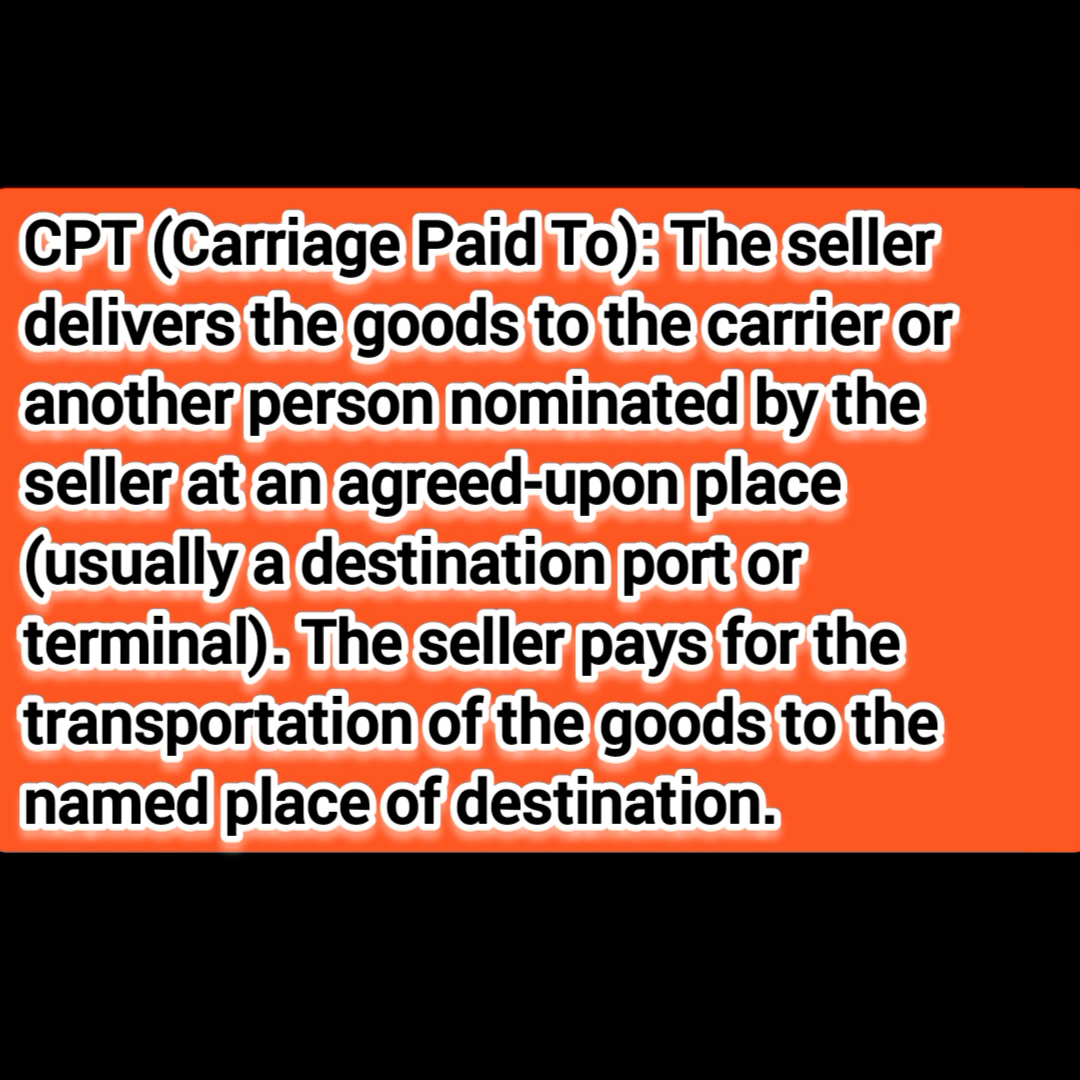 CPT (Carriage Paid To): The seller
delivers the goods to the carrier or
another person nominated by the
seller at an agreed-upon place
(usually a destination port or
terminal). The seller pays for the
transportation of the goods to the
named place of destination.